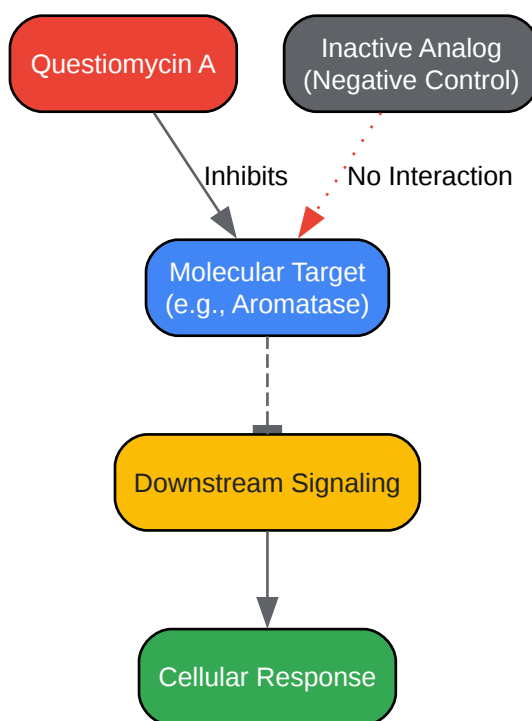 Questiomycin A
Inactive Analog
(Negative Control)
Inhibits
No Interaction
Molecular Target
(e.g., Aromatase)
Downstream Signaling
Cellular Response